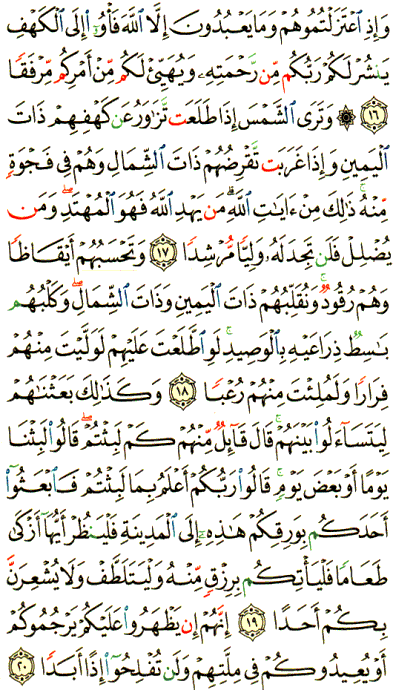 وَإِذِ ٱعْتَزَلْتُمُوهُمْ وَمَا يَعْبُدُونَ إِلَّا ٱللَّهَ فَأْوُۥٓا۟ إِلَى ٱلْكَهْفِ
يَنشُرْ لَكُمْ رَبُّكُم مِّن رَّحْمَتِهِۦ وَيُهَيِّئْ لَكُم مِّنْ أَمْرِكُم مِّرْفَقًا
﴿١٦﴾ ۞ وَتَرَى ٱلشَّمْسَ إِذَا طَلَعَت تَّزَٰوَرُ عَن كَهْفِهِمْ ذَاتَ
ٱلْيَمِينِ وَإِذَا غَرَبَت تَّقْرِضُهُمْ ذَاتَ ٱلشِّمَالِ وَهُمْ فِى فَجْوَةٍ
مِّنْهُ ۚ ذَٰلِكَ مِنْ ءَايَٰتِ ٱللَّهِ ۗ مَن يَهْدِ ٱللَّهُ فَهُوَ ٱلْمُهْتَدِ ۖ وَمَن
يُضْلِلْ فَلَن تَجِدَ لَهُۥ وَلِيًّا مُّرْشِدًا ﴿١٧﴾ وَتَحْسَبُهُمْ أَيْقَاظًا
وَهُمْ رُقُودٌ ۚ وَنُقَلِّبُهُمْ ذَاتَ ٱلْيَمِينِ وَذَاتَ ٱلشِّمَالِ ۖ وَكَلْبُهُم
بَٰسِطٌ ذِرَاعَيْهِ بِٱلْوَصِيدِ ۚ لَوِ ٱطَّلَعْتَ عَلَيْهِمْ لَوَلَّيْتَ مِنْهُمْ
فِرَارًا وَلَمُلِئْتَ مِنْهُمْ رُعْبًا ﴿١٨﴾ وَكَذَٰلِكَ بَعَثْنَٰهُمْ
لِيَتَسَآءَلُوا۟ بَيْنَهُمْ ۚ قَالَ قَآئِلٌ مِّنْهُمْ كَمْ لَبِثْتُمْ ۖ قَالُوا۟ لَبِثْنَا
يَوْمًا أَوْ بَعْضَ يَوْمٍ ۚ قَالُوا۟ رَبُّكُمْ أَعْلَمُ بِمَا لَبِثْتُمْ فَٱبْعَثُوٓا۟
أَحَدَكُم بِوَرِقِكُمْ هَٰذِهِۦٓ إِلَى ٱلْمَدِينَةِ فَلْيَنظُرْ أَيُّهَآ أَزْكَىٰ
طَعَامًا فَلْيَأْتِكُم بِرِزْقٍ مِّنْهُ وَلْيَتَلَطَّفْ وَلَا يُشْعِرَنَّ
بِكُمْ أَحَدًا ﴿١٩﴾ إِنَّهُمْ إِن يَظْهَرُوا۟ عَلَيْكُمْ يَرْجُمُوكُمْ
أَوْ يُعِيدُوكُمْ فِى مِلَّتِهِمْ وَلَن تُفْلِحُوٓا۟ إِذًا أَبَدًا ﴿٢٠﴾